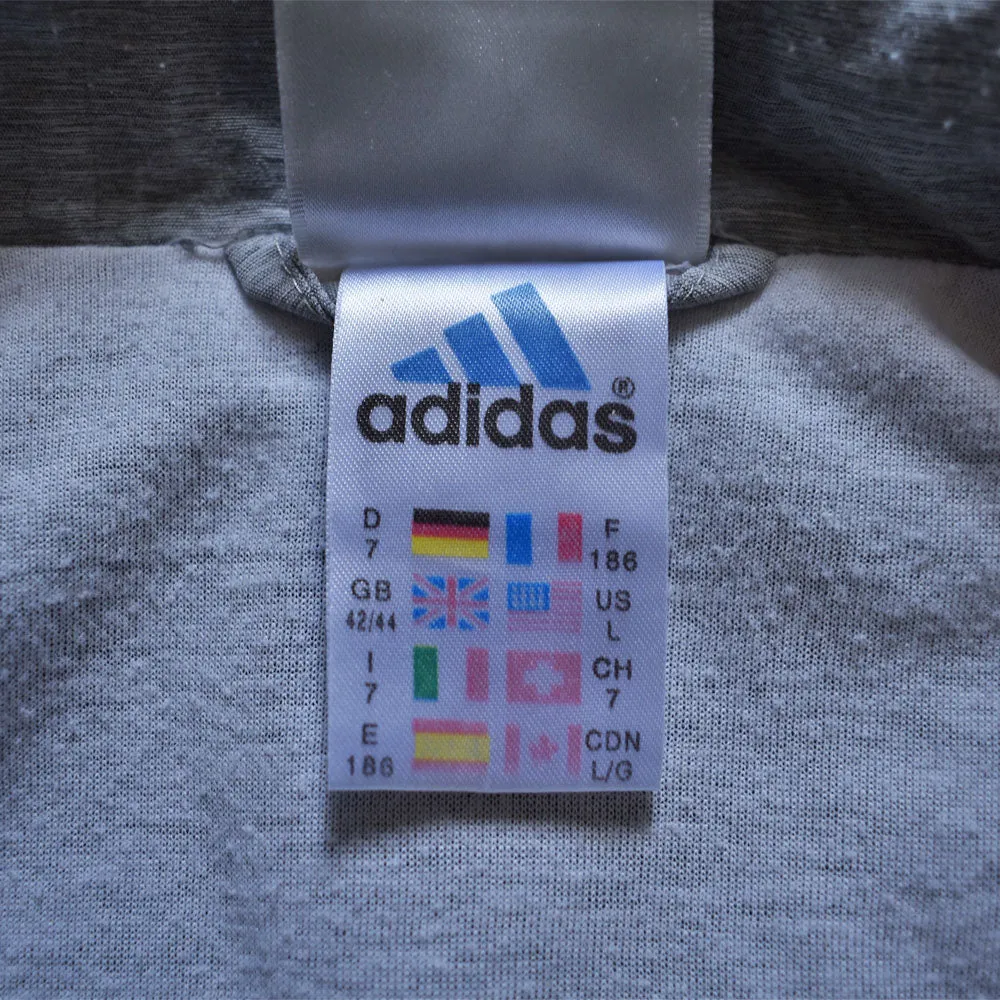 adidas®
D F
7 186
GB US
42/44 L
I CH
7 7
E CDN
186 L/G